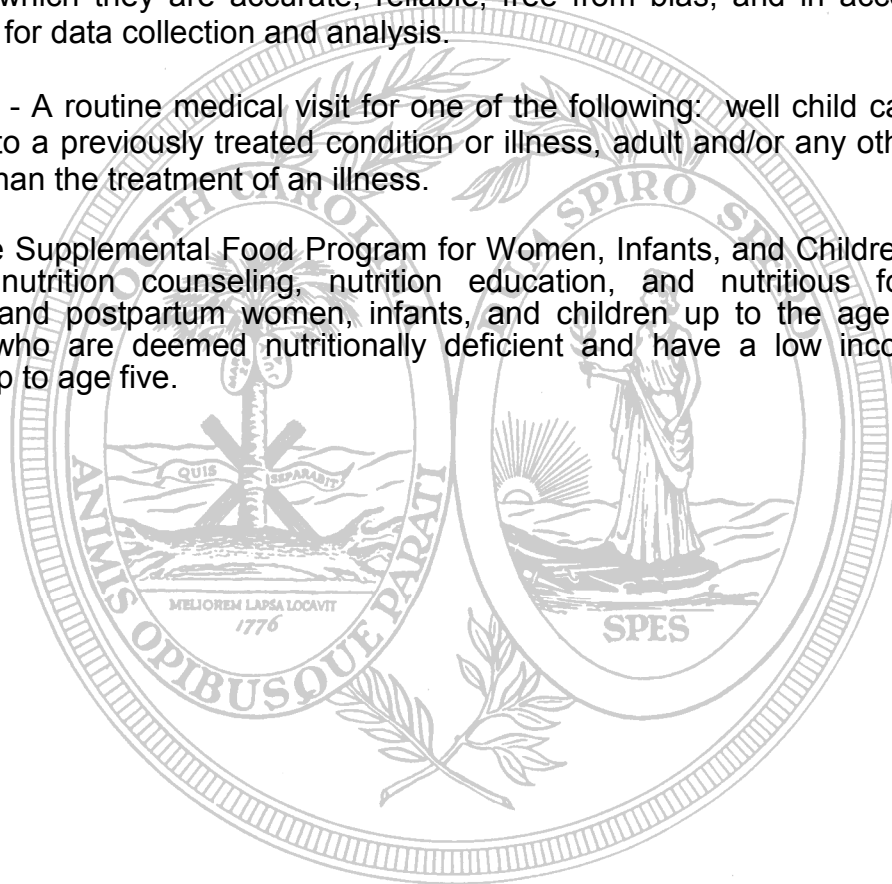 which they are accurate, reliable, free from bias, and in acc
for data collection and analysis.
- A routine medical visit for one of the following: well child ca
to a previously treated condition or illness, adult and/or any oth
han the treatment of an illness.
e Supplemental Food Program for Women, Infants, and Childre
nutrition counseling, nutrition education, and nutritious fo
and postpartum women, infants, and children up to the age
who are deemed nutritionally deficient and have a low inco
p to age five.
SOUTH CAROL
DUM SPIRO SPERO
QUIS SEPARABIT
MELIOREM LAPSA LOCAVIT
1776
ANIMIS OPIBUSQUE PARATI
SPES